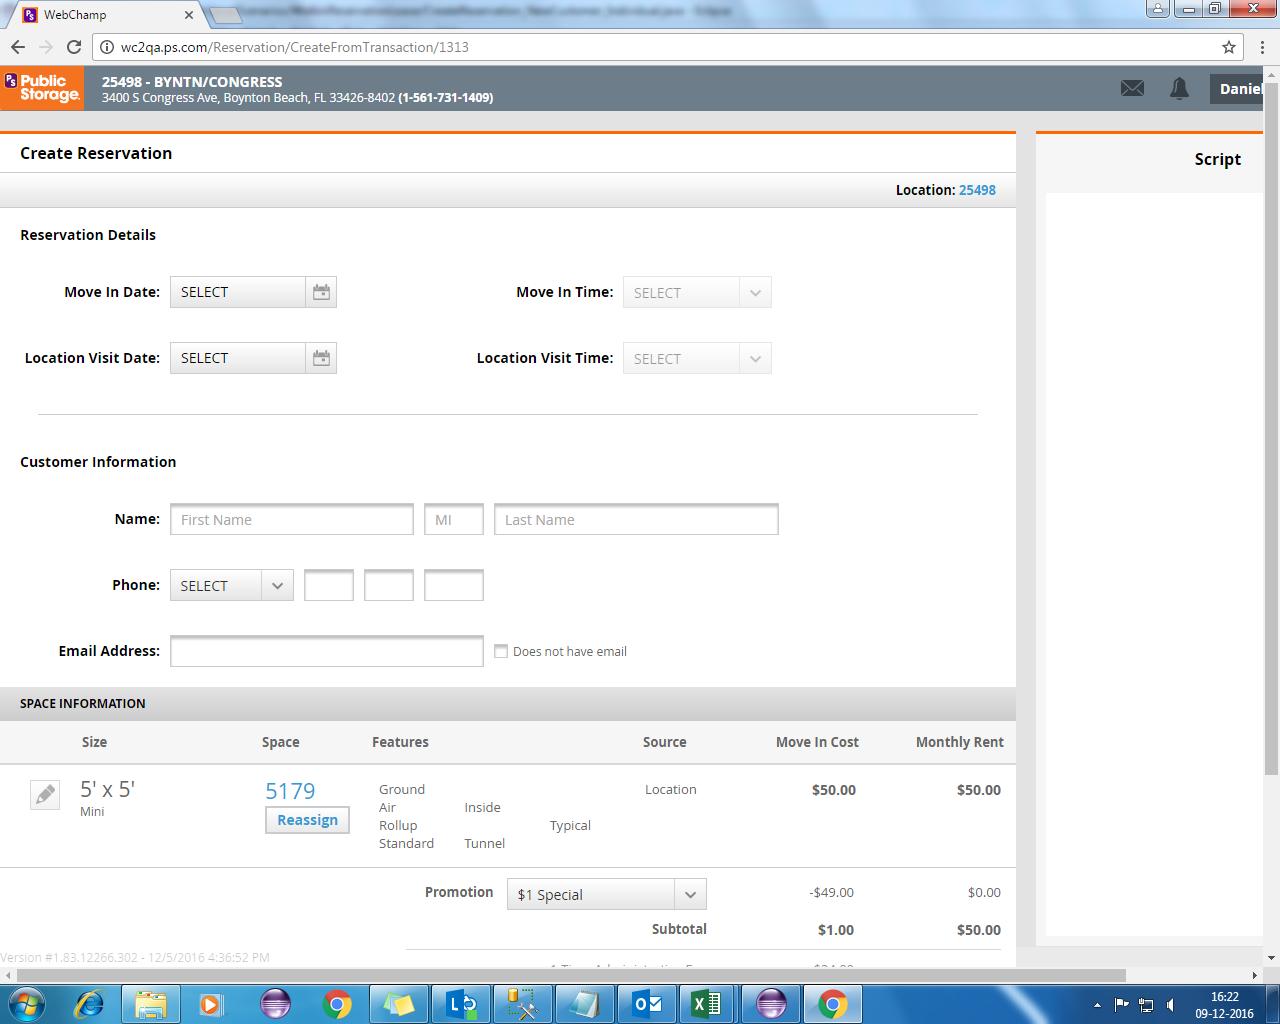 WebChamp
wc2qa.ps.com/Reservation/CreateFromTransaction/1313
PS Public Storage.
25498 - BYNTN/CONGRESS
3400 S Congress Ave, Boynton Beach, FL 33426-8402 (1-561-731-1409)
Daniel
Create Reservation
Script
Location: 25498
Reservation Details
Move In Date: SELECT Move In Time: SELECT
Location Visit Date: SELECT Location Visit Time: SELECT
Customer Information
Name: First Name MI Last Name
Phone: SELECT
Email Address: Does not have email
SPACE INFORMATION
Size Space Features Source Move In Cost Monthly Rent
5' x 5' 5179 Ground Location $50.00 $50.00
Mini Air Inside
Reassign Rollup Typical
Standard Tunnel
Promotion $1 Special -$49.00 $0.00
Subtotal $1.00 $50.00
Version #1.83.12266.302 - 12/5/2016 4:36:52 PM
16:22
09-12-2016